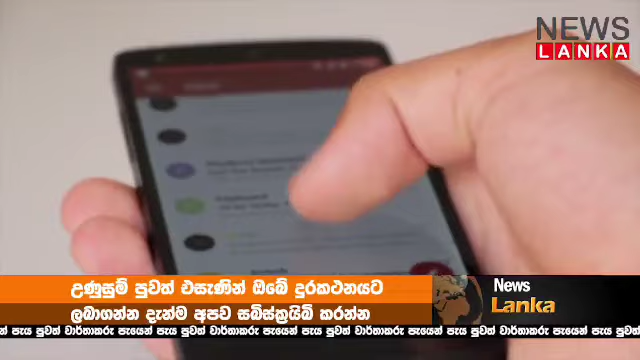 NEWS
LANKA
උණුසුම් පුවත් එසැණින් ඔබේ දුරකථනයට
ලබාගන්න දැන්ම අපව සබ්ස්ක්‍රයිබ් කරන්න
News
Lanka
පැය පුවත් වාර්තාකරු පැයෙන් පැය පුවත් වාර්තාකරු පැයෙන් පැය පුවත් වාර්තාකරු පැයෙන් පැය පුවත් වාර්තාකරු පැයෙන්